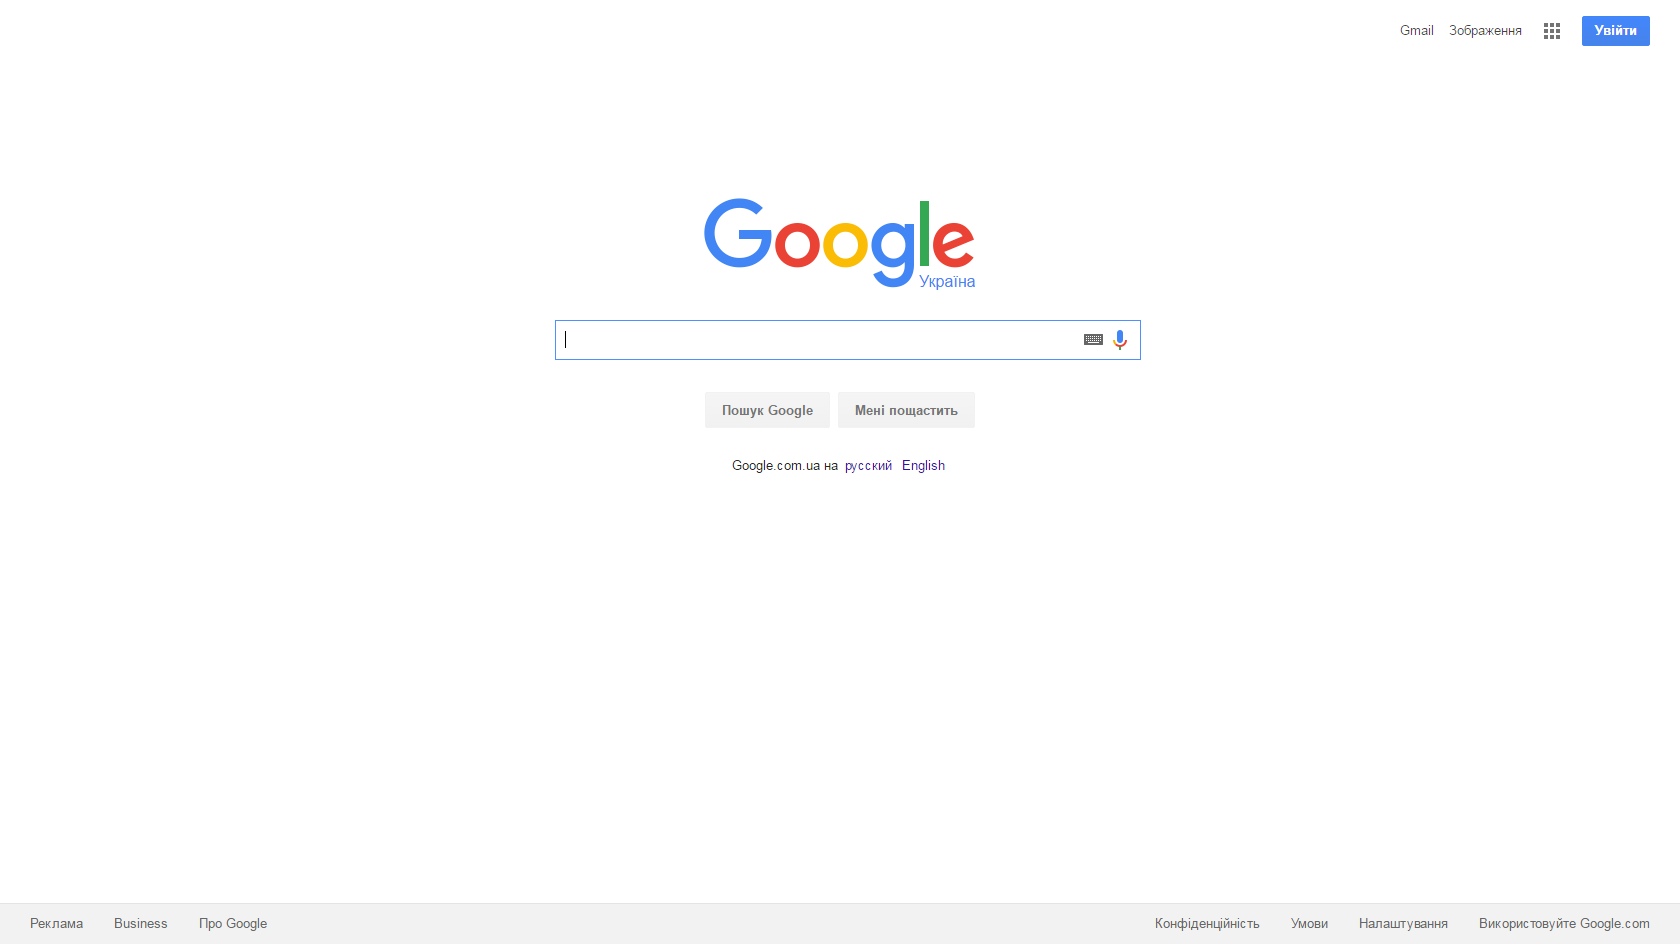 Gmail Зображення Увійти
Google
Україна
Пошук Google Мені пощастить
Google.com.ua на русский English
Реклама Business Про Google Конфіденційність Умови Налаштування Використовуйте Google.com